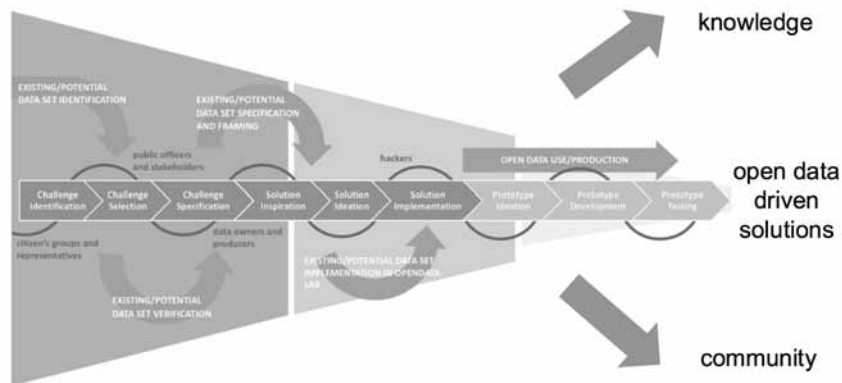 knowledge
EXISTING/POTENTIAL
DATA SET IDENTIFICATION
EXISTING/POTENTIAL
DATA SET SPECIFICATION
AND FRAMING
public officers
and stakeholders
hackers
OPEN DATA USE/PRODUCTION
Challenge
Identification
Challenge
Selection
Challenge
Specification
Solution
Inspiration
Solution
Ideation
Solution
Implementation
Prototype
Ideation
Prototype
Development
Prototype
Testing
open data
driven
solutions
citizen's groups and
representatives
data owners and
producers
EXISTING/POTENTIAL DATA SET
IMPLEMENTATION IN OPENDATA
LAB
EXISTING/POTENTIAL
DATA SET VERIFICATION
community